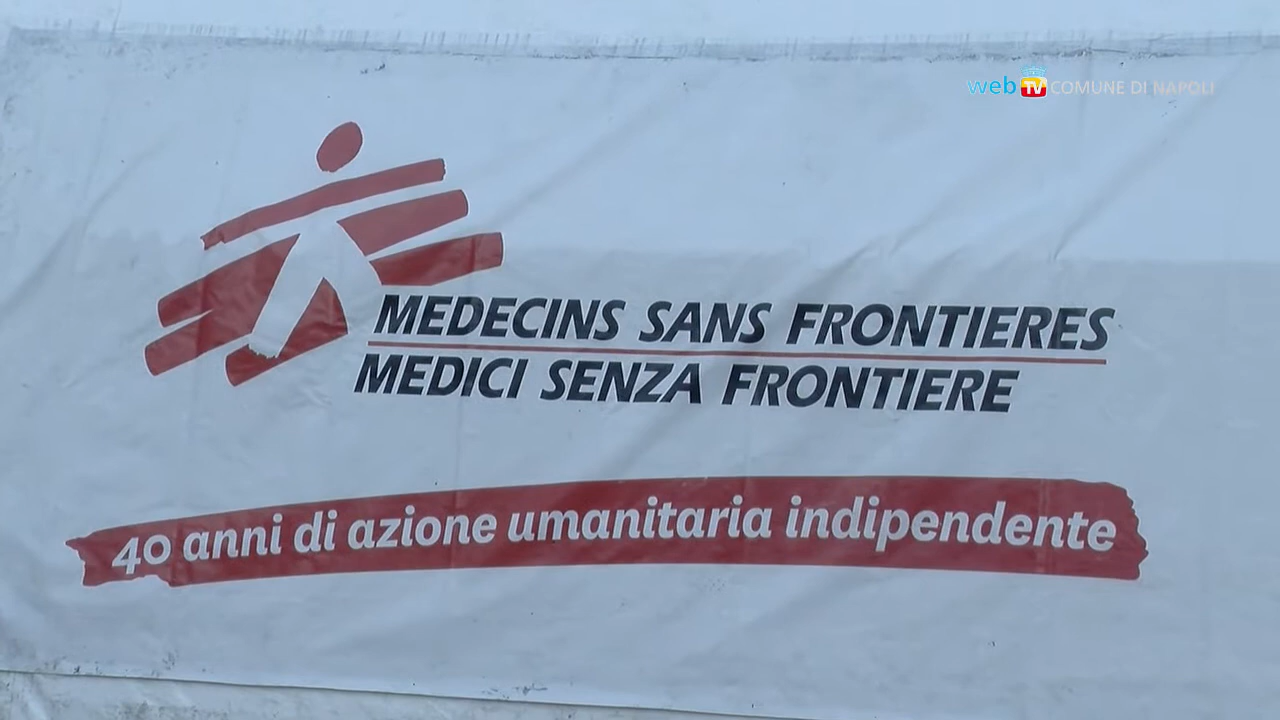 web TV COMUNE DI NAPOLI
MEDECINS SANS FRONTIERES
MEDICI SENZA FRONTIERE
40 anni di azione umanitaria indipendente